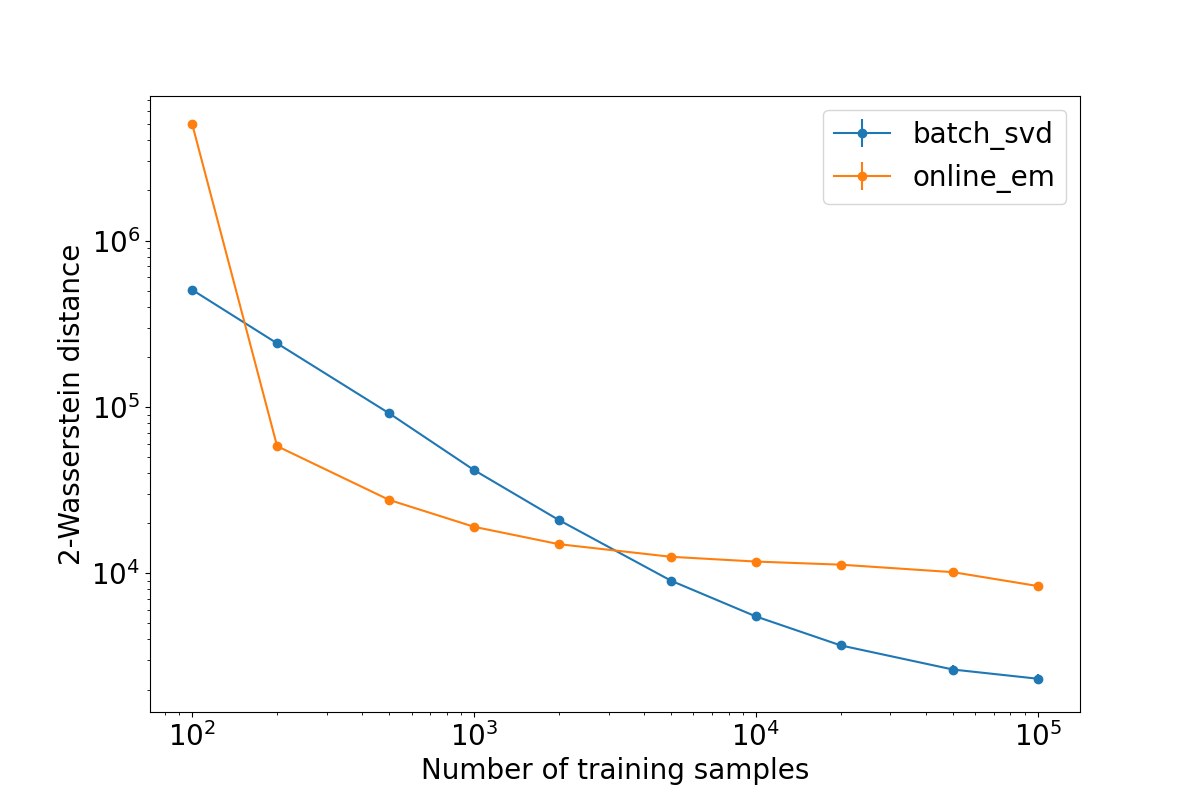 batch_svd
online_em
2-Wasserstein distance
10^6
10^5
10^4
10^2
10^3
10^4
10^5
Number of training samples